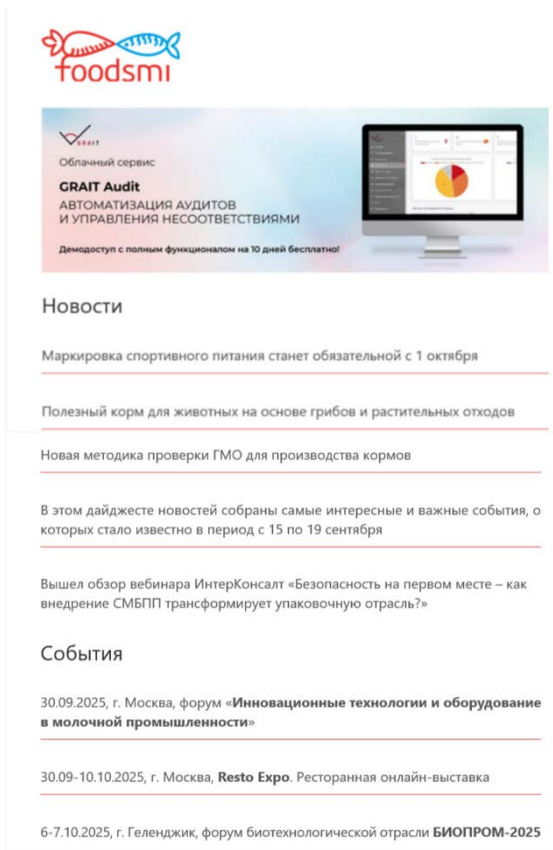 foodsmi
GRAIT
Облачный сервис
GRAIT Audit
АВТОМАТИЗАЦИЯ АУДИТОВ
И УПРАВЛЕНИЯ НЕСООТВЕТСТВИЯМИ
Демодоступ с полным функционалом на 10 дней бесплатно!
Новости
Маркировка спортивного питания станет обязательной с 1 октября
Полезный корм для животных на основе грибов и растительных отходов
Новая методика проверки ГМО для производства кормов
В этом дайджесте новостей собраны самые интересные и важные события, о
которых стало известно в период с 15 по 19 сентября
Вышел обзор вебинара ИнтерКонсалт «Безопасность на первом месте – как
внедрение СМБПП трансформирует упаковочную отрасль?»
События
30.09.2025, г. Москва, форум «Инновационные технологии и оборудование
в молочной промышленности»
30.09-10.10.2025, г. Москва, Resto Expo. Ресторанная онлайн-выставка
6-7.10.2025, г. Геленджик, форум биотехнологической отрасли БИОПРОМ-2025